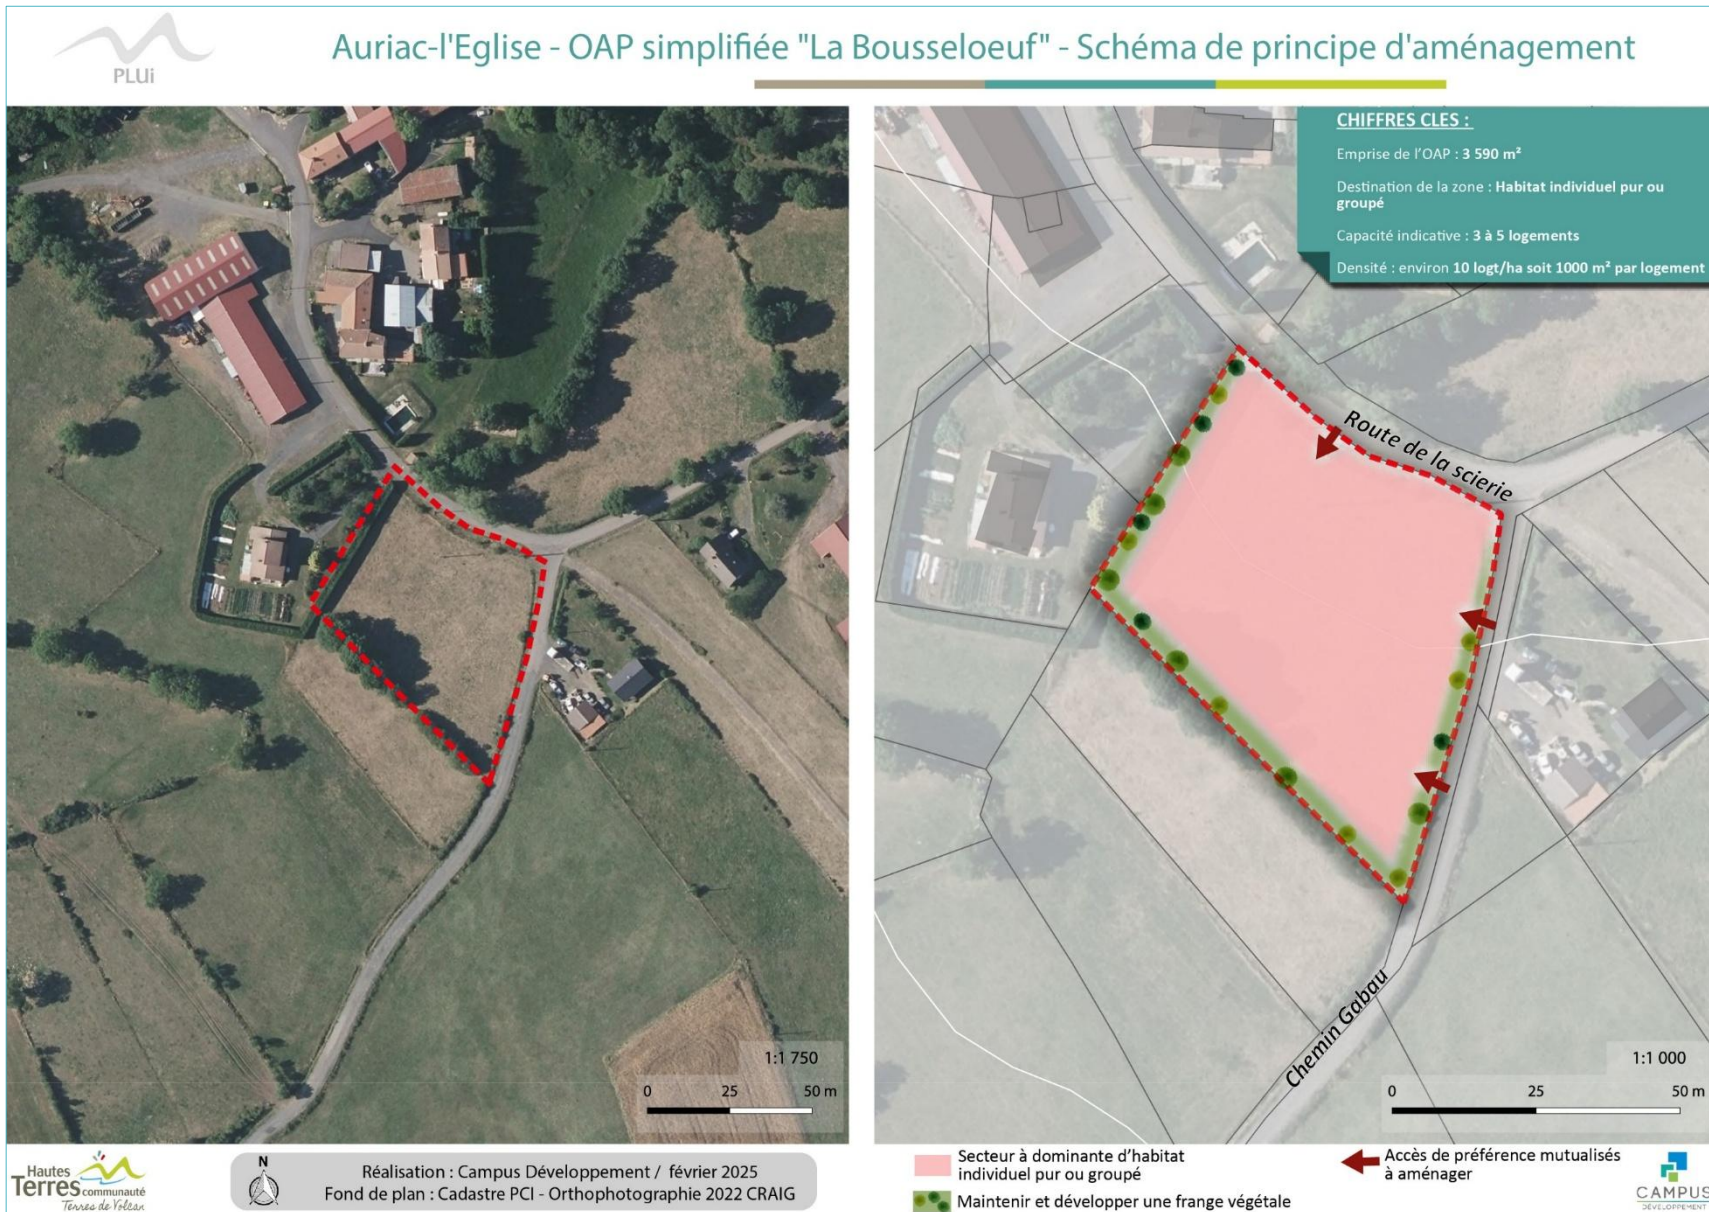 PLUi
Auriac-l'Eglise - OAP simplifiée "La Bousseloeuf" - Schéma de principe d'aménagement
CHIFFRES CLES :
Emprise de l'OAP : 3 590 m²
Destination de la zone : Habitat individuel pur ou
groupé
Capacité indicative : 3 à 5 logements
Densité : environ 10 logt/ha soit 1000 m² par logement
Route de la scierie
Chemin Gabau
1:1 750
0 25 50 m
1:1 000
0 25 50 m
Hautes
Terres communauté
Terres de Volcan
N
Réalisation : Campus Développement / février 2025
Fond de plan : Cadastre PCI - Orthophotographie 2022 CRAIG
Secteur à dominante d'habitat
individuel pur ou groupé
Maintenir et développer une frange végétale
Accès de préférence mutualisés
à aménager
CAMPUS
DÉVELOPPEMENT